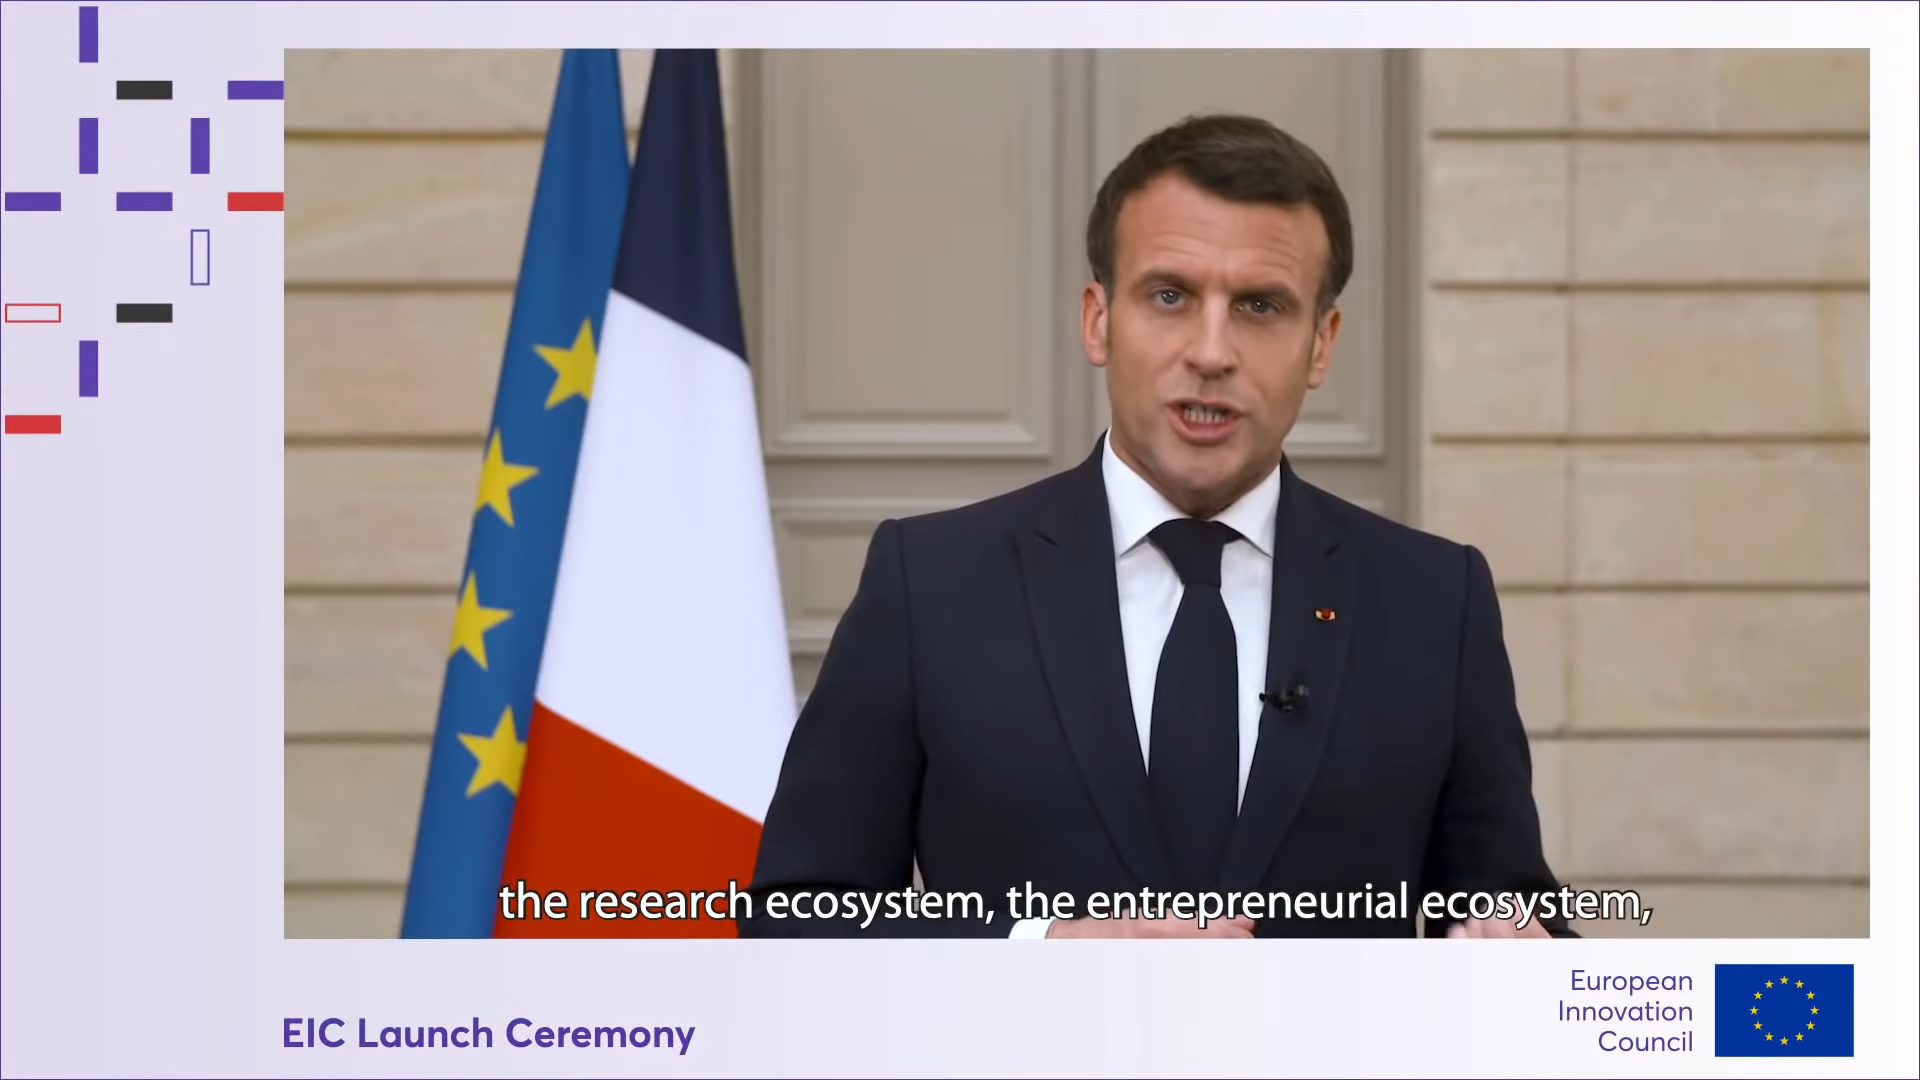 the research ecosystem, the entrepreneurial ecosystem,
EIC Launch Ceremony
European
Innovation
Council